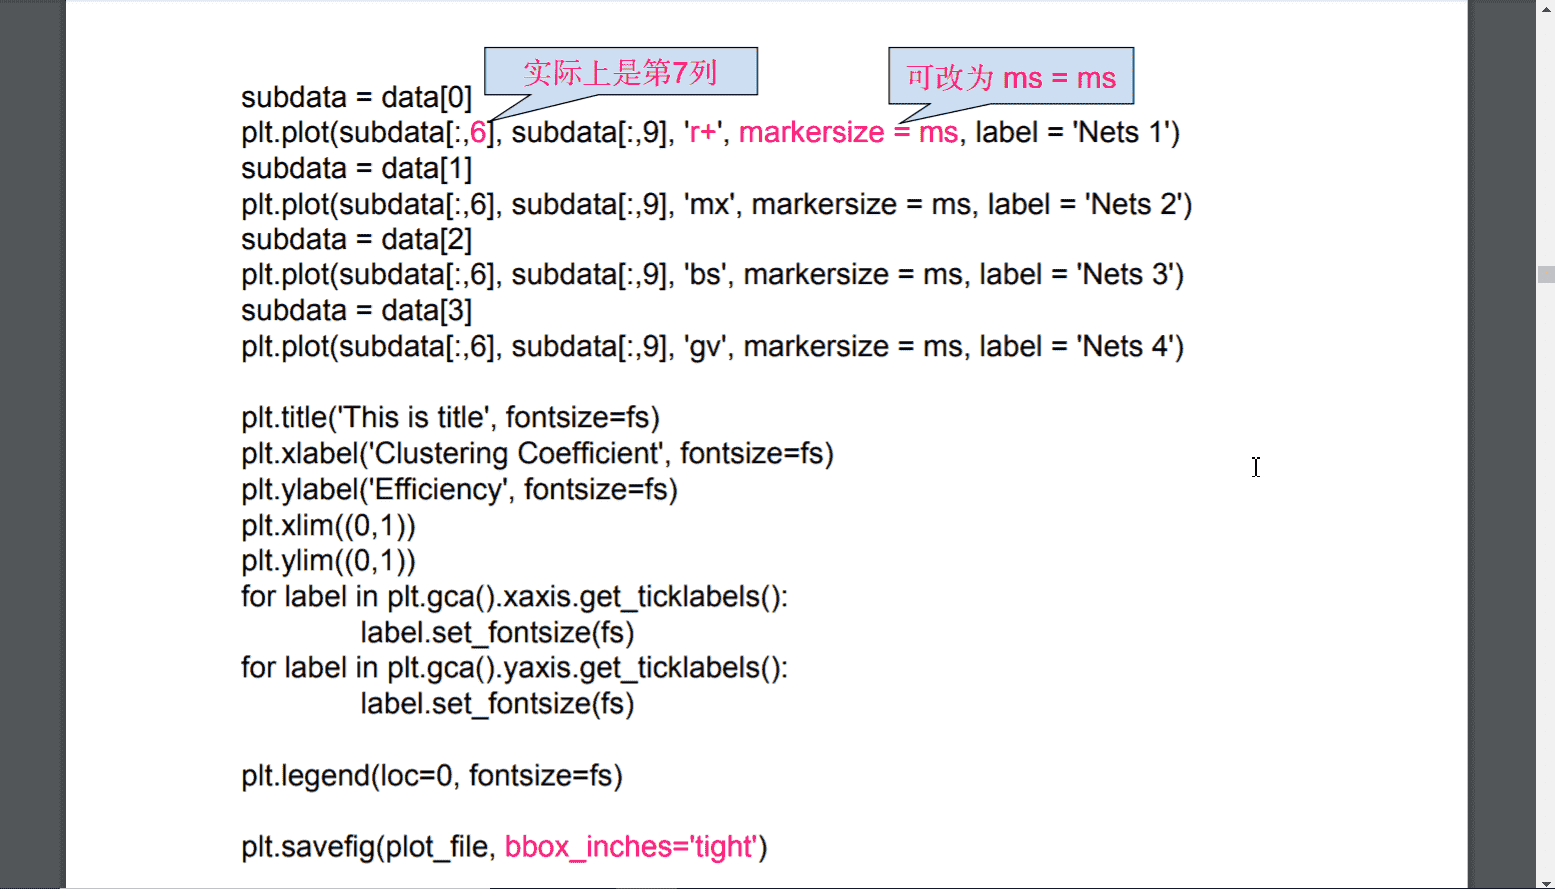 实际上是第7列
可改为 ms = ms
subdata = data[0]
plt.plot(subdata[:,6], subdata[:,9], 'r+', markersize = ms, label = 'Nets 1')
subdata = data[1]
plt.plot(subdata[:,6], subdata[:,9], 'mx', markersize = ms, label = 'Nets 2')
subdata = data[2]
plt.plot(subdata[:,6], subdata[:,9], 'bs', markersize = ms, label = 'Nets 3')
subdata = data[3]
plt.plot(subdata[:,6], subdata[:,9], 'gv', markersize = ms, label = 'Nets 4')
plt.title('This is title', fontsize=fs)
plt.xlabel('Clustering Coefficient', fontsize=fs)
plt.ylabel('Efficiency', fontsize=fs)
plt.xlim((0,1))
plt.ylim((0,1))
for label in plt.gca().xaxis.get_ticklabels():
label.set_fontsize(fs)
for label in plt.gca().yaxis.get_ticklabels():
label.set_fontsize(fs)
plt.legend(loc=0, fontsize=fs)
plt.savefig(plot_file, bbox_inches='tight')